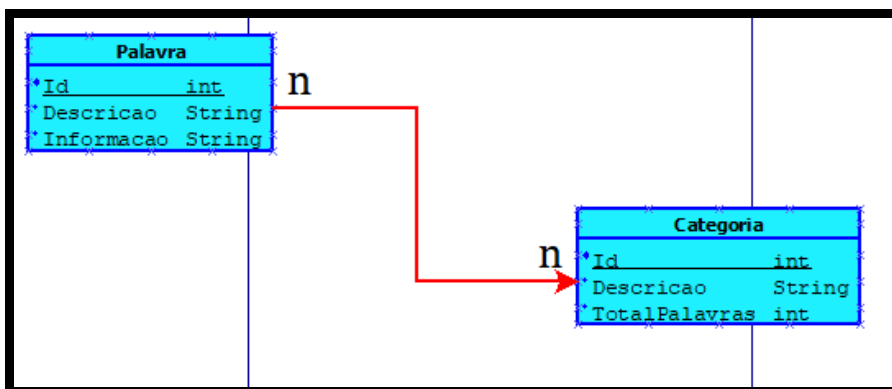 Palavra
Id int
Descricao String
Informacao String
n
n
Categoria
Id int
Descricao String
TotalPalavras int